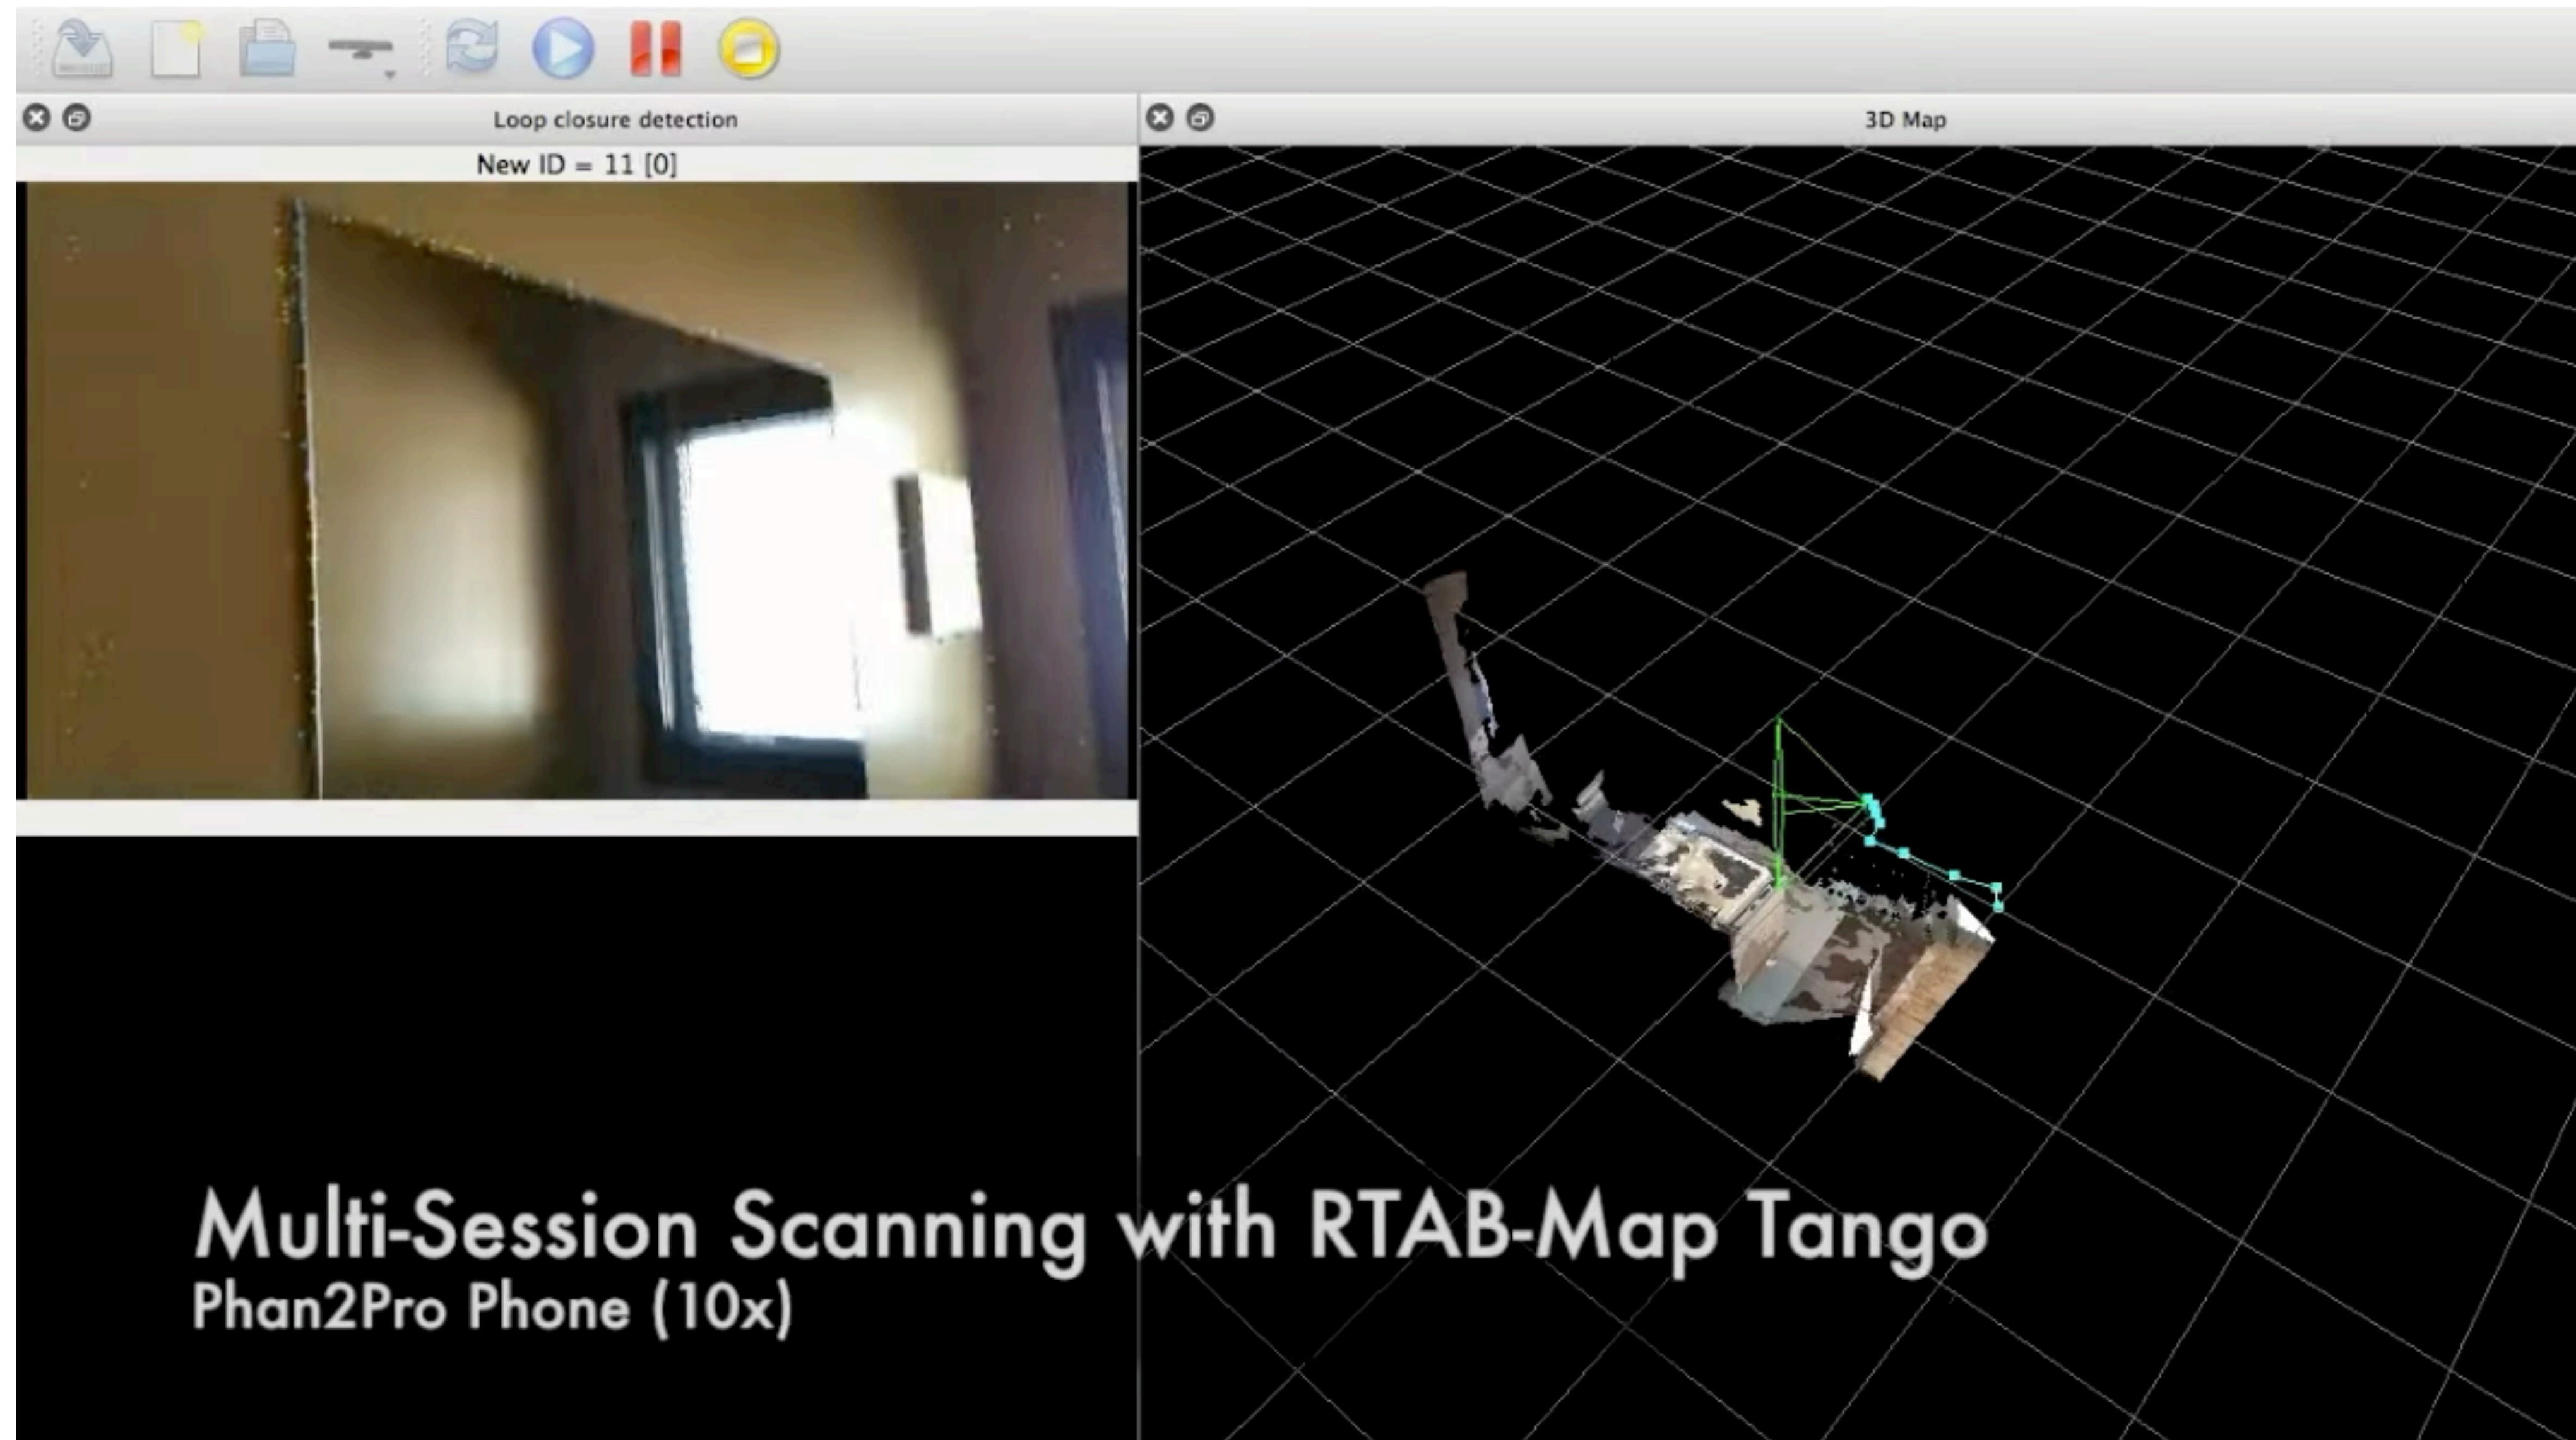 Loop closure detection
3D Map
New ID = 11 [0]
Multi-Session Scanning with RTAB-Map Tango
Phan2Pro Phone (10x)